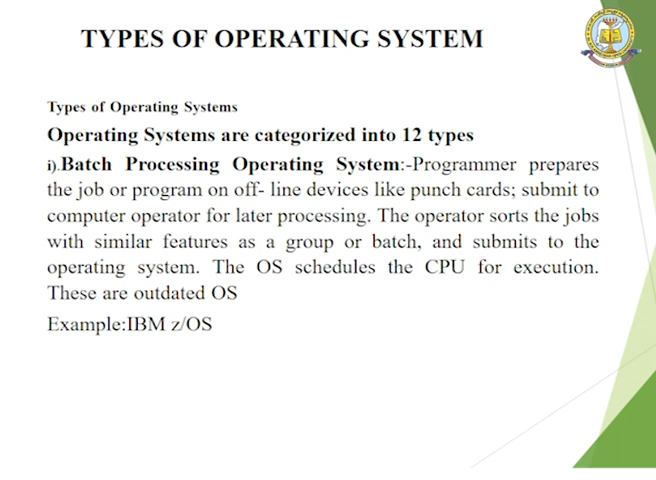 TYPES OF OPERATING SYSTEM
Types of Operating Systems
Operating Systems are categorized into 12 types
i).Batch Processing Operating System:-Programmer prepares
the job or program on off- line devices like punch cards; submit to
computer operator for later processing. The operator sorts the jobs
with similar features as a group or batch, and submits to the
operating system. The OS schedules the CPU for execution.
These are outdated OS
Example:IBM z/OS